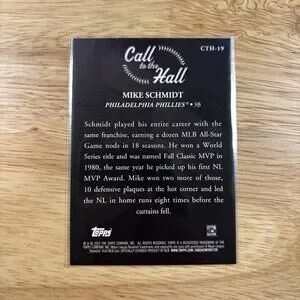 CTH-19
Call
to the
Hall
MIKE SCHMIDT
PHILADELPHIA PHILLIES • 3B
Schmidt played his entire career with the
same franchise, earning a dozen MLB All-Star
Game nods in 18 seasons. He won a World
Series title and was named Fall Classic MVP in
1980, the same year he picked up his first NL
MVP Award. Mike won two more of those,
10 defensive plaques at the hot corner and led
the NL in home runs eight times before the
curtains fell.
Topps